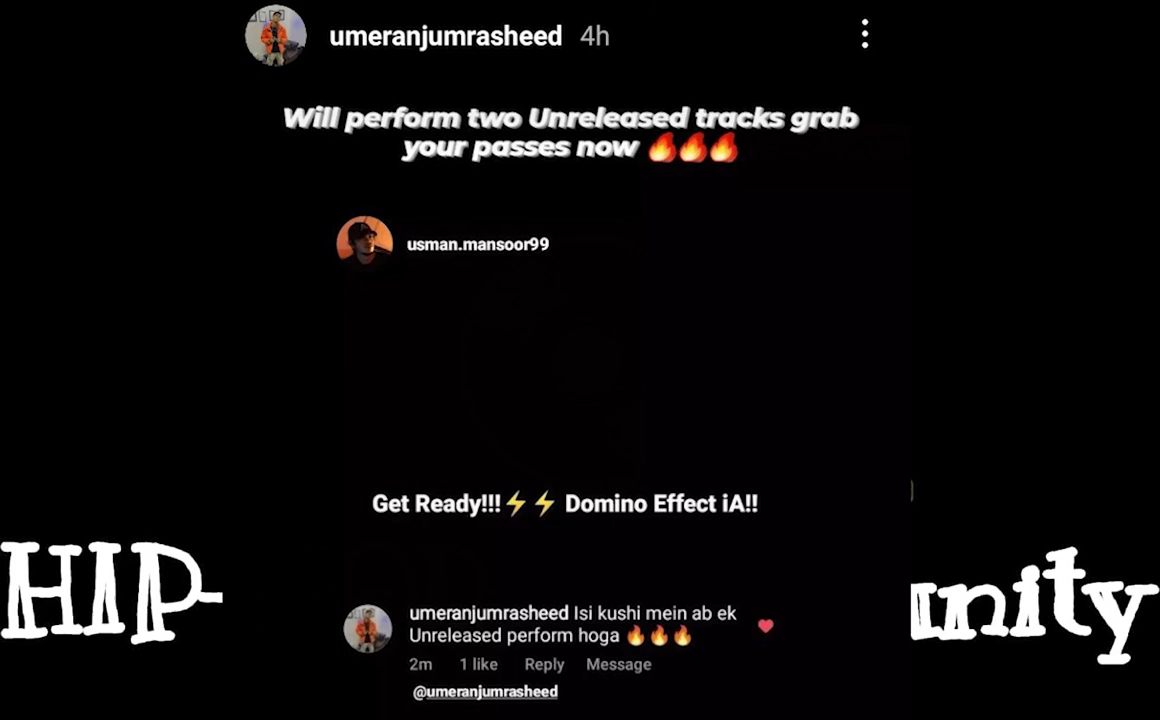 umeranjumrasheed 4h
Will perform two Unreleased tracks grab
your passes now 🔥🔥🔥
usman.mansoor99
Get Ready!!!⚡⚡ Domino Effect iA!!
HIP-
unity
umeranjumrasheed Isi kushi mein ab ek
Unreleased perform hoga 🔥🔥🔥
2m 1 like Reply Message
@umeranjumrasheed